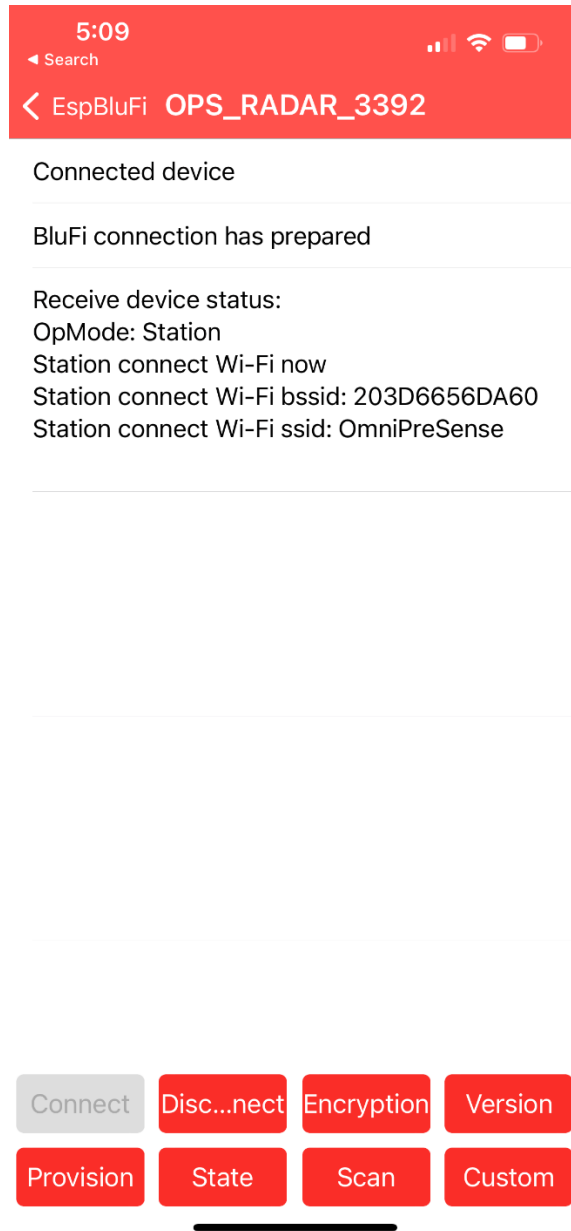 5:09
◀ Search
EspBluFi OPS_RADAR_3392
Connected device
BluFi connection has prepared
Receive device status:
OpMode: Station
Station connect Wi-Fi now
Station connect Wi-Fi bssid: 203D6656DA60
Station connect Wi-Fi ssid: OmniPreSense
Connect Disc...nect Encryption Version
Provision State Scan Custom